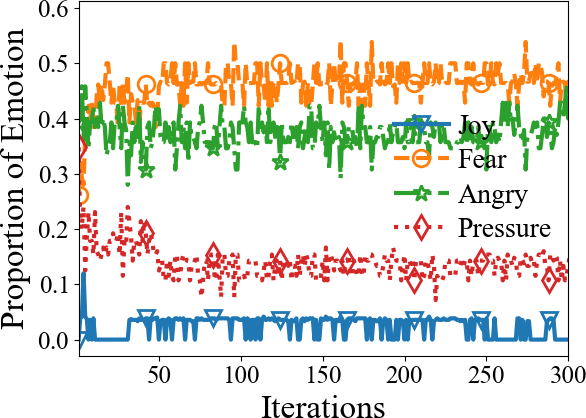 Proportion of Emotion
0.6
0.5
0.4
0.3
0.2
0.1
0.0
Joy
Fear
Angry
Pressure
50 100 150 200 250 300
Iterations